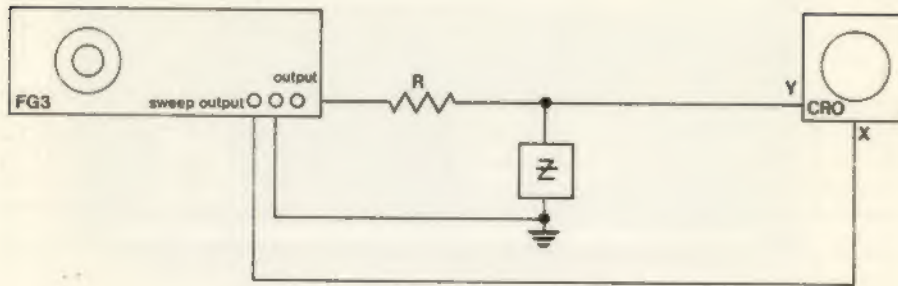 output
R
FG3
sweep output
Y
CRO
X
Z